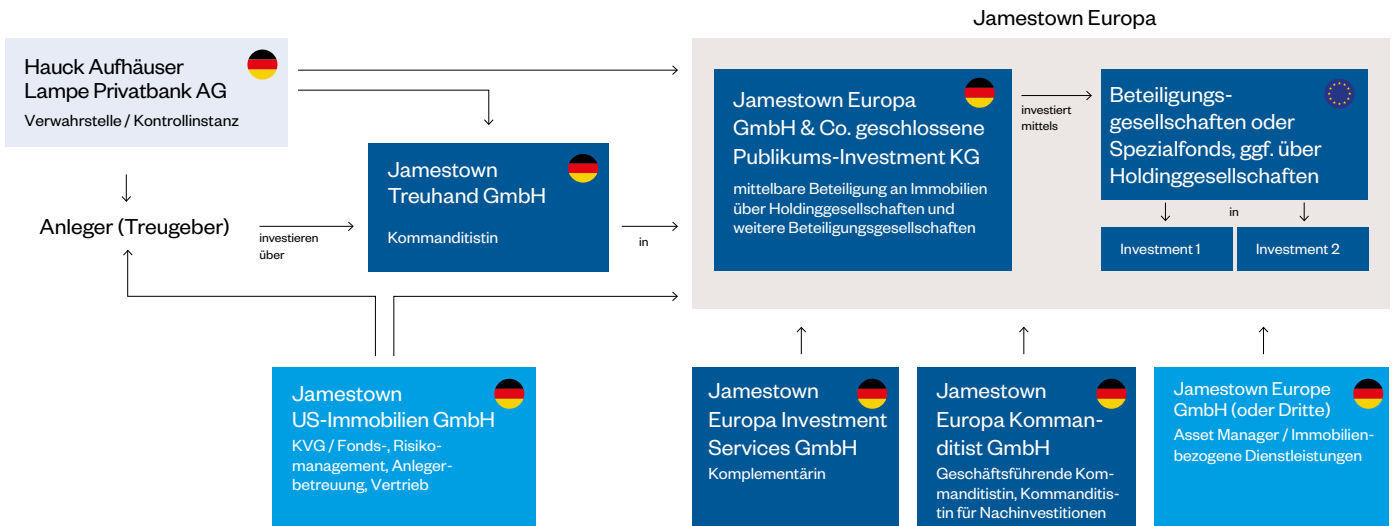 Jamestown Europa
Hauck Aufhäuser
Lampe Privatbank AG
Verwahrstelle / Kontrollinstanz
Anleger (Treugeber)
investieren
über
Jamestown
Treuhand GmbH
Kommanditistin
in
Jamestown Europa
GmbH & Co. geschlossene
Publikums-Investment KG
mittelbare Beteiligung an Immobilien
über Holdinggesellschaften und
weitere Beteiligungsgesellschaften
investiert
mittels
Beteiligungs-
gesellschaften oder
Spezialfonds, ggf. über
Holdinggesellschaften
in
Investment 1
Investment 2
Jamestown
US-Immobilien GmbH
KVG / Fonds-, Risiko-
management, Anleger-
betreuung, Vertrieb
Jamestown
Europa Investment
Services GmbH
Komplementärin
Jamestown
Europa Komman-
ditist GmbH
Geschäftsführende Kom-
manditistin, Kommanditis-
tin für Nachinvestitionen
Jamestown Europe
GmbH (oder Dritte)
Asset Manager / Immobilien-
bezogene Dienstleistungen